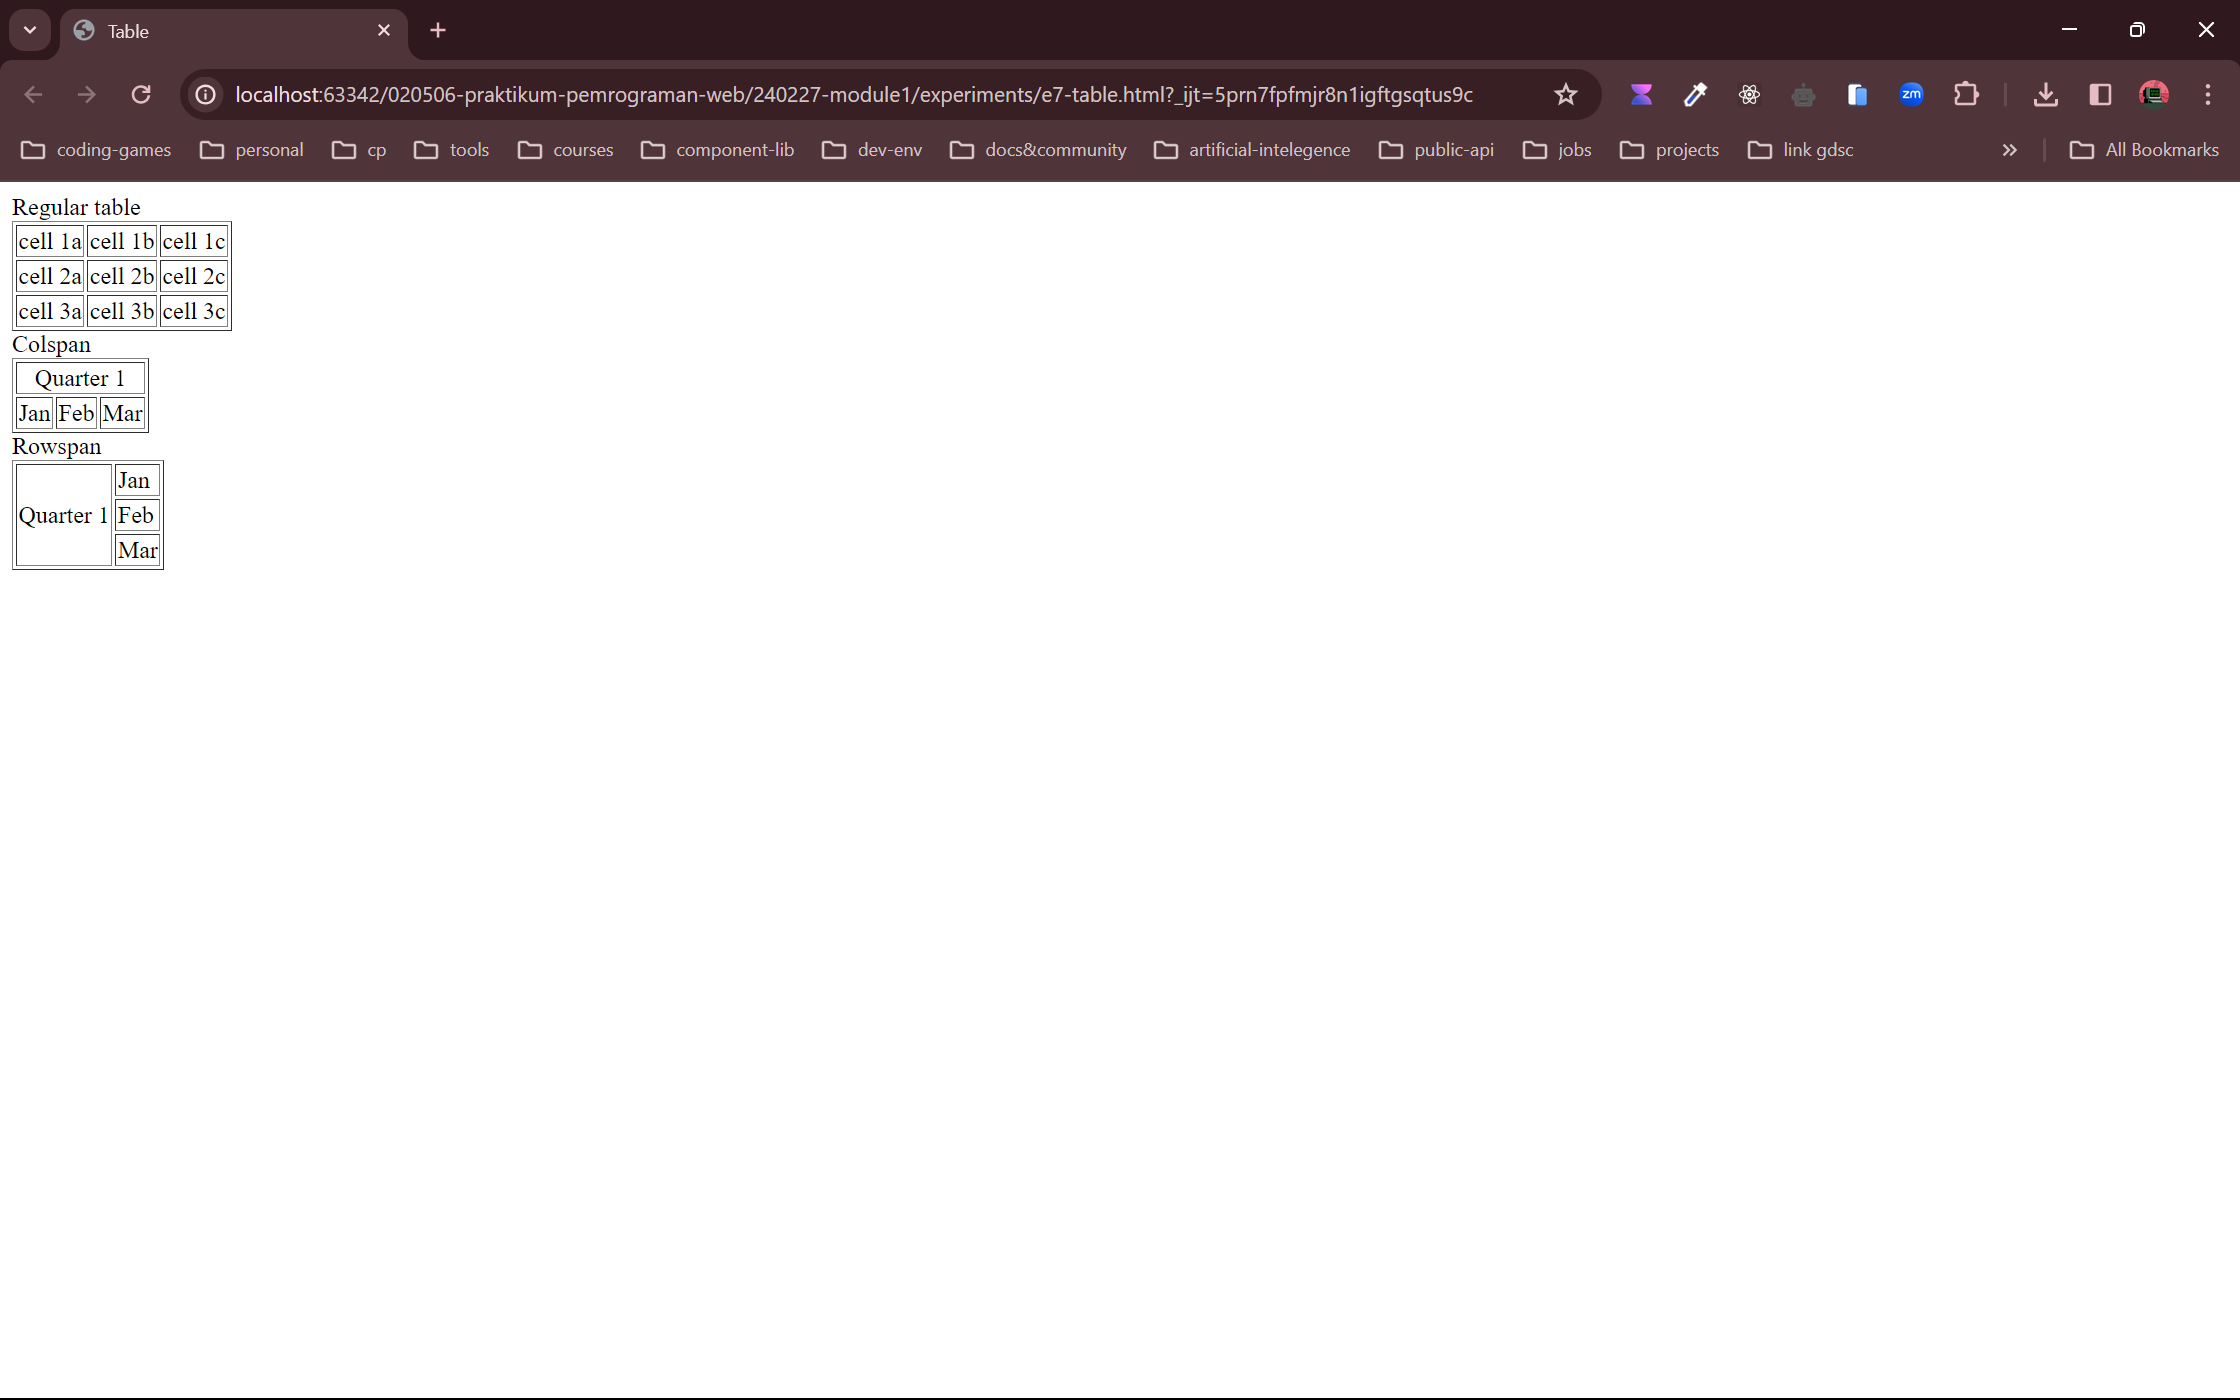 Table
localhost:63342/020506-praktikum-pemrograman-web/240227-module1/experiments/e7-table.html?_ijt=5prn7fpfmjr8n1igftgsqtus9c
zm
coding-games personal cp tools courses component-lib dev-env docs&community artificial-intelegence public-api jobs projects link gdsc All Bookmarks
Regular table
cell 1a cell 1b cell 1c
cell 2a cell 2b cell 2c
cell 3a cell 3b cell 3c
Colspan
Quarter 1
Jan Feb Mar
Rowspan
Jan
Quarter 1 Feb
Mar